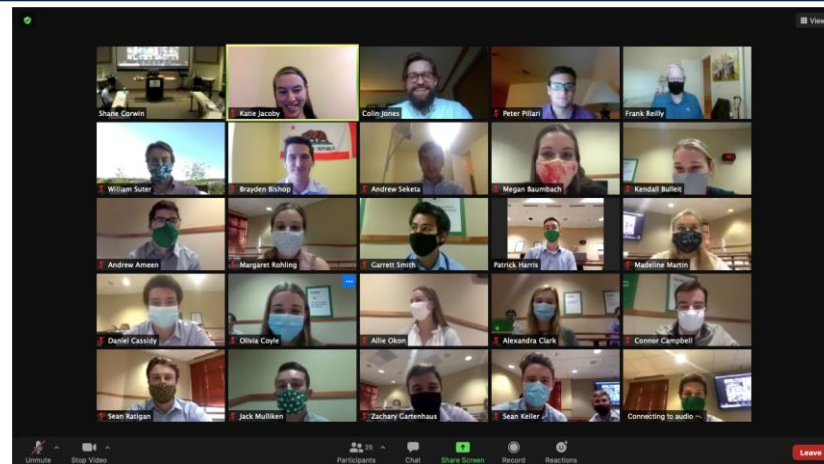 View
Shane Corwin
Katie Jacoby
Colin Jones
Peter Pillari
Frank Reilly
William Suter
Brayden Bishop
Andrew Seketa
Megan Baumbach
Kendall Bulleit
Andrew Ameen
Margaret Rohling
Garrett Smith
Patrick Harris
Madeline Martin
Daniel Cassidy
Olivia Coyle
Allie Okon
Alexandra Clark
Connor Campbell
Sean Ratigan
Jack Mulliken
Zachary Gartenhaus
Sean Keller
Connecting to audio ···
Unmute
Stop Video
25
Participants
Chat
Share Screen
Record
Reactions
Leave